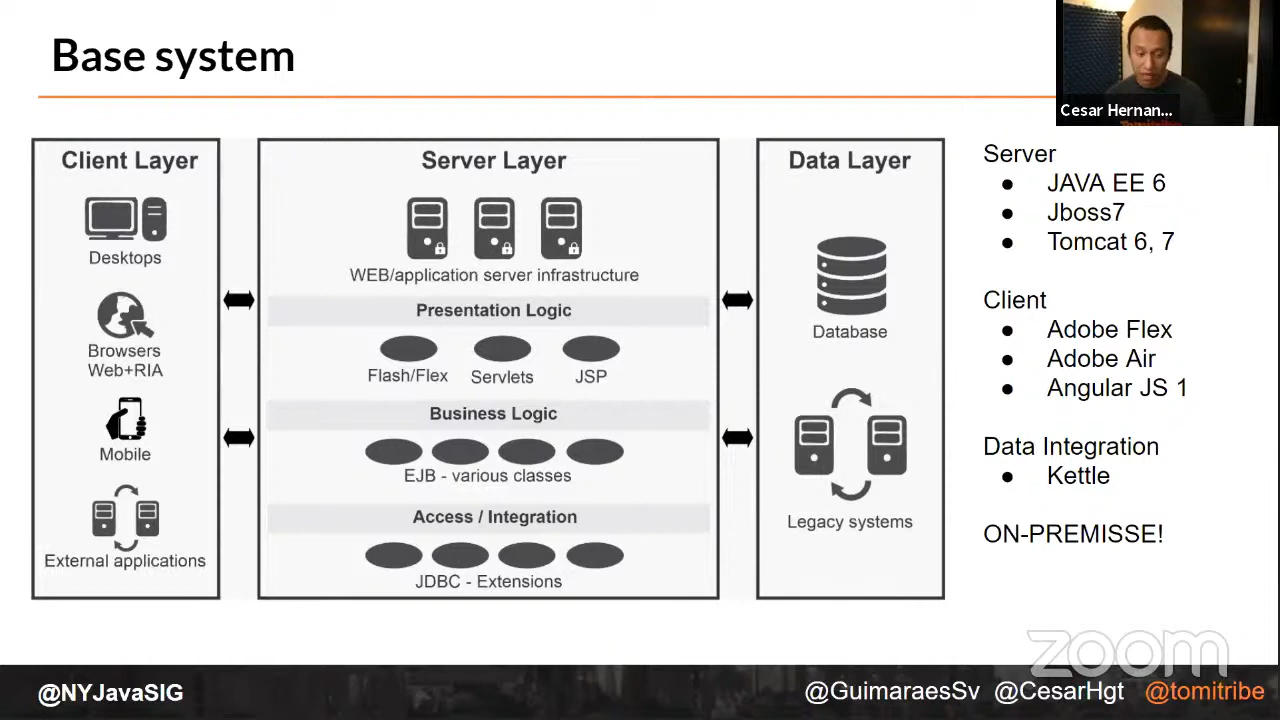 Base system
Cesar Hernan...
Client Layer
Desktops
Browsers
Web+RIA
Mobile
External applications
Server Layer
WEB/application server infrastructure
Presentation Logic
Flash/Flex Servlets JSP
Business Logic
EJB - various classes
Access / Integration
JDBC - Extensions
Data Layer
Database
Legacy systems
Server
● JAVA EE 6
● Jboss7
● Tomcat 6, 7
Client
● Adobe Flex
● Adobe Air
● Angular JS 1
Data Integration
● Kettle
ON-PREMISSE!
zoom
@NYJavaSIG
@GuimaraesSv @CesarHgt @tomitribe